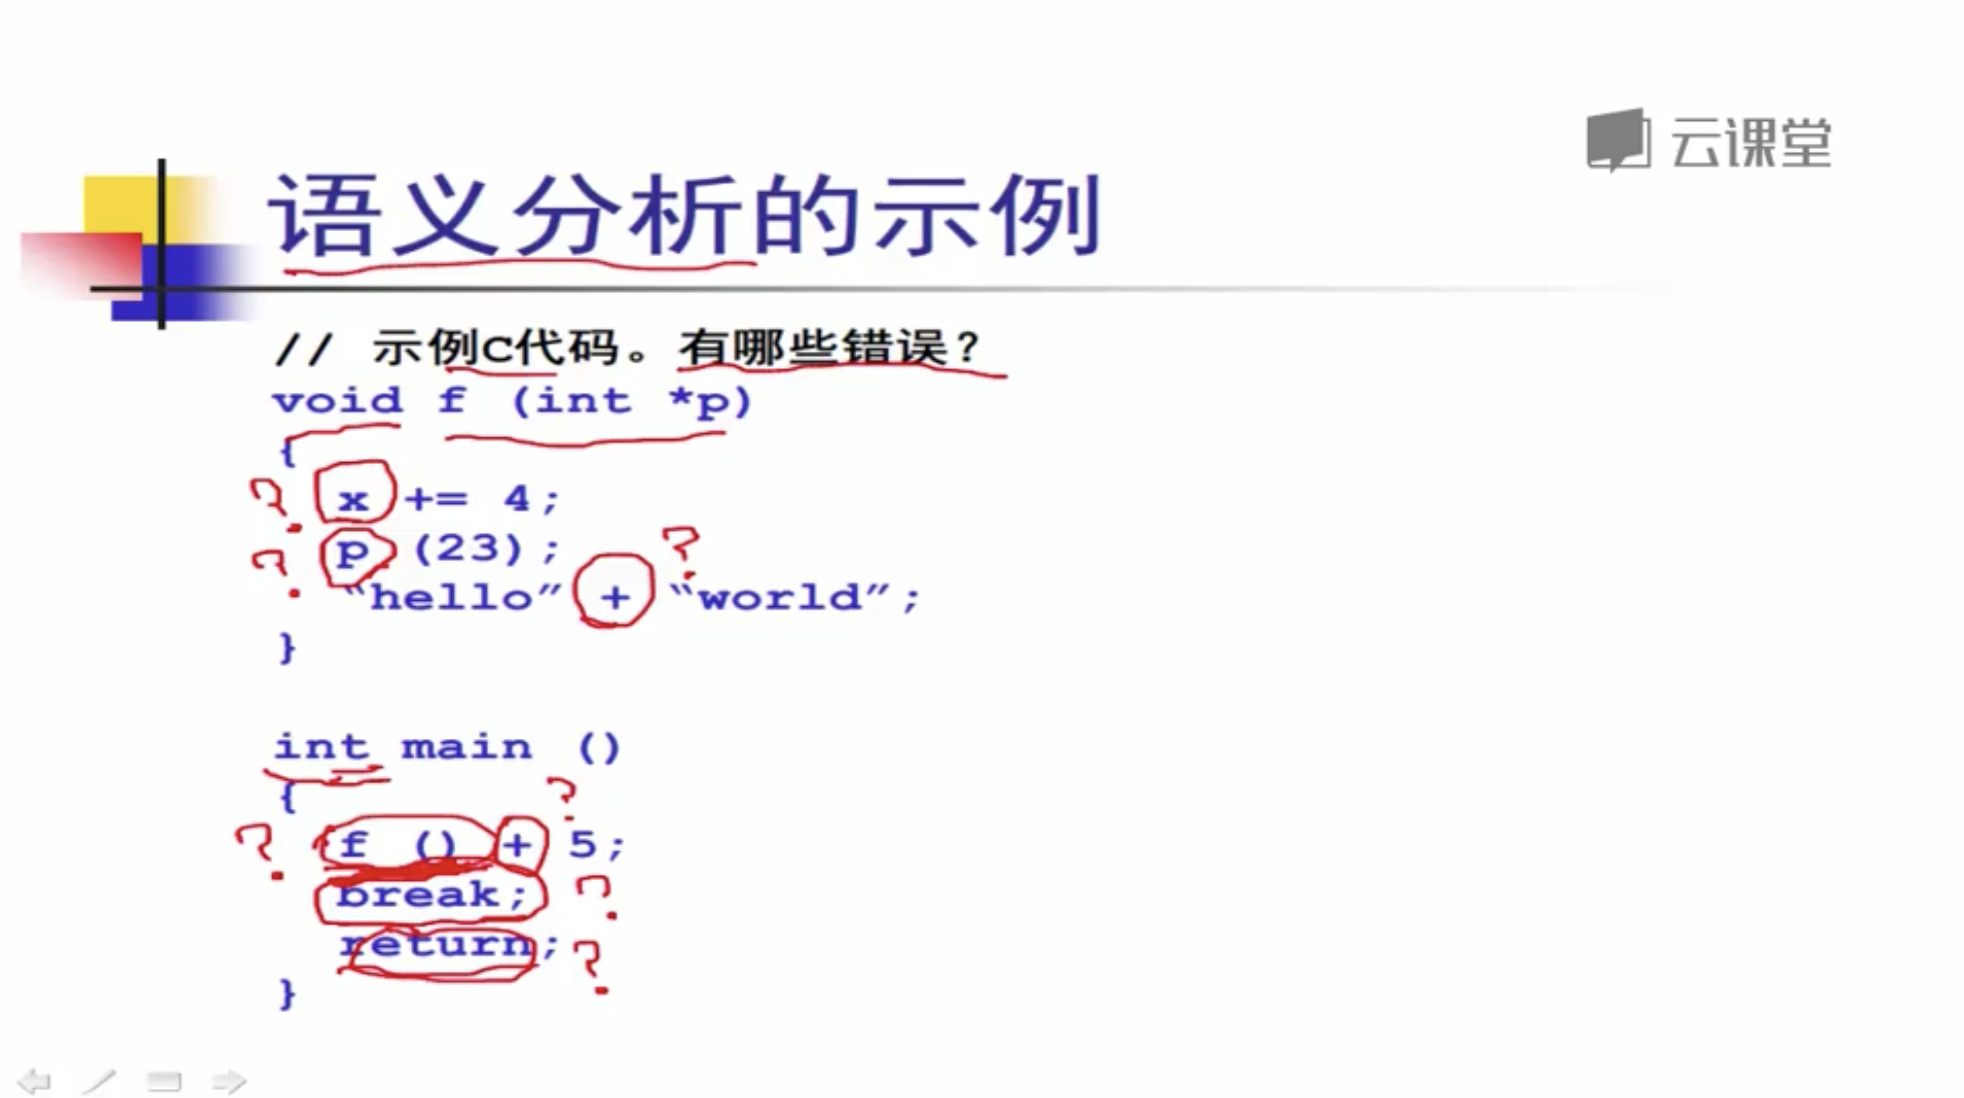 云课堂
语义分析的示例
// 示例C代码。有哪些错误？
void f (int *p)
{
x += 4;
p (23);
“hello” + “world”;
}
int main ()
{
f () + 5;
break;
return;
}